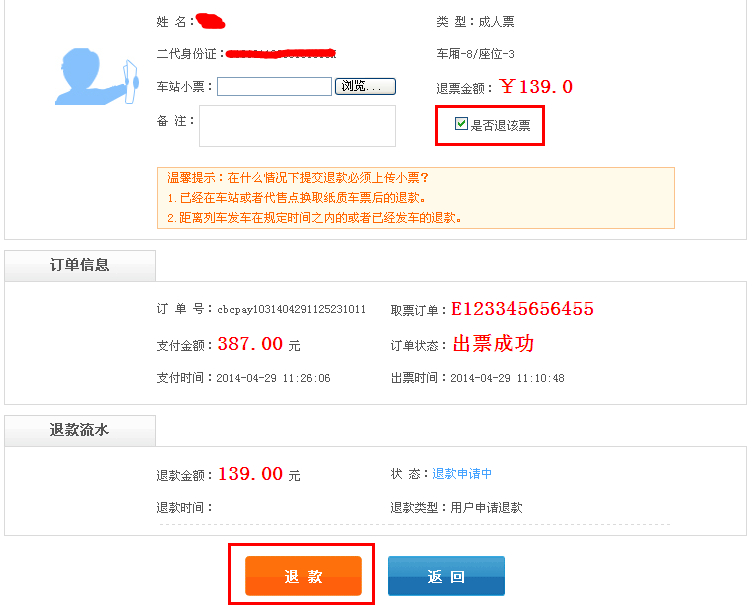 姓 名：
类 型：成人票
二代身份证：
车厢-8/座位-3
车站小票： 浏览...
退票金额：￥139.0
备 注：
是否退该票
温馨提示：在什么情况下提交退款必须上传小票？
1. 已经在车站或者代售点换取纸质车票后的退款。
2. 距离列车发车在规定时间之内的或者已经发车的退款。
订单信息
订 单 号：cbcpay1031404291125231011
取票订单：E123345656455
支付金额：387.00 元
订单状态：出票成功
支付时间：2014-04-29 11:26:06
出票时间：2014-04-29 11:10:48
退款流水
退款金额：139.00 元
状 态：退款申请中
退款时间：
退款类型：用户申请退款
退 款
返 回